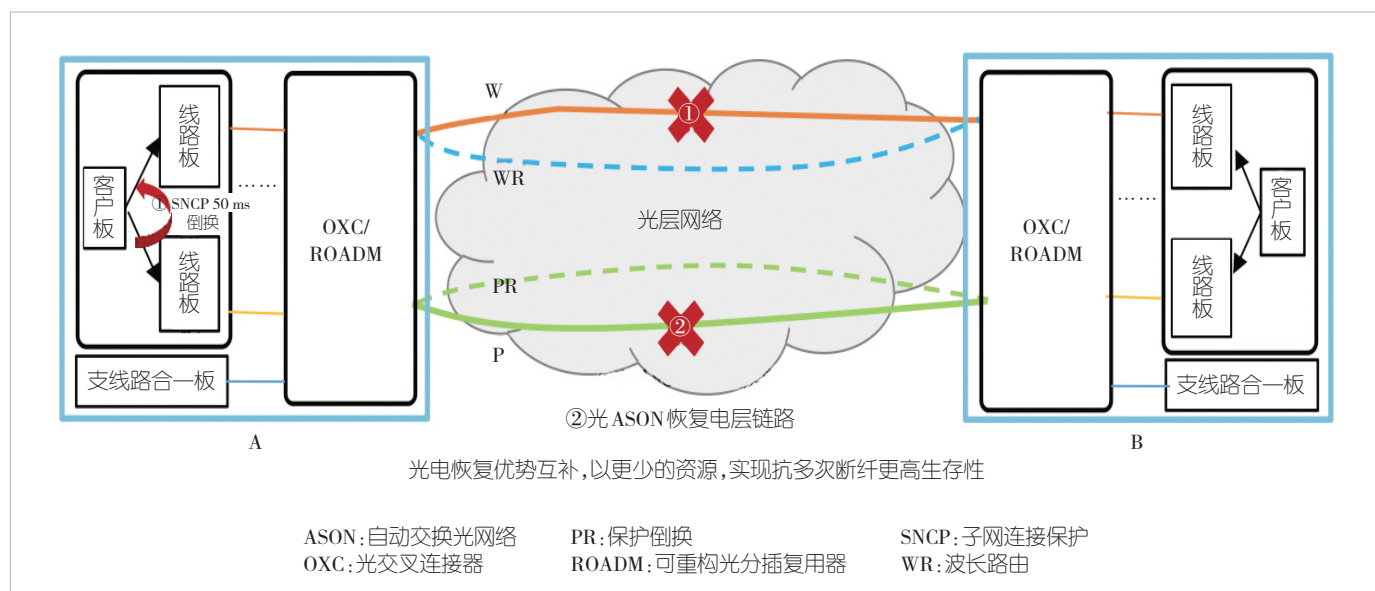 W
线路板
线路板
客户板
① SNCP 50 ms
倒换
……
OXC/
ROADM
支线路合一板
A
①
WR
光层网络
PR
②
P
②光 ASON 恢复电层链路
OXC/
ROADM
……
线路板
线路板
客户板
支线路合一板
B
光电恢复优势互补,以更少的资源,实现抗多次断纤更高生存性
ASON:自动交换光网络 PR:保护倒换 SNCP:子网连接保护
OXC:光交叉连接器 ROADM:可重构光分插复用器 WR:波长路由